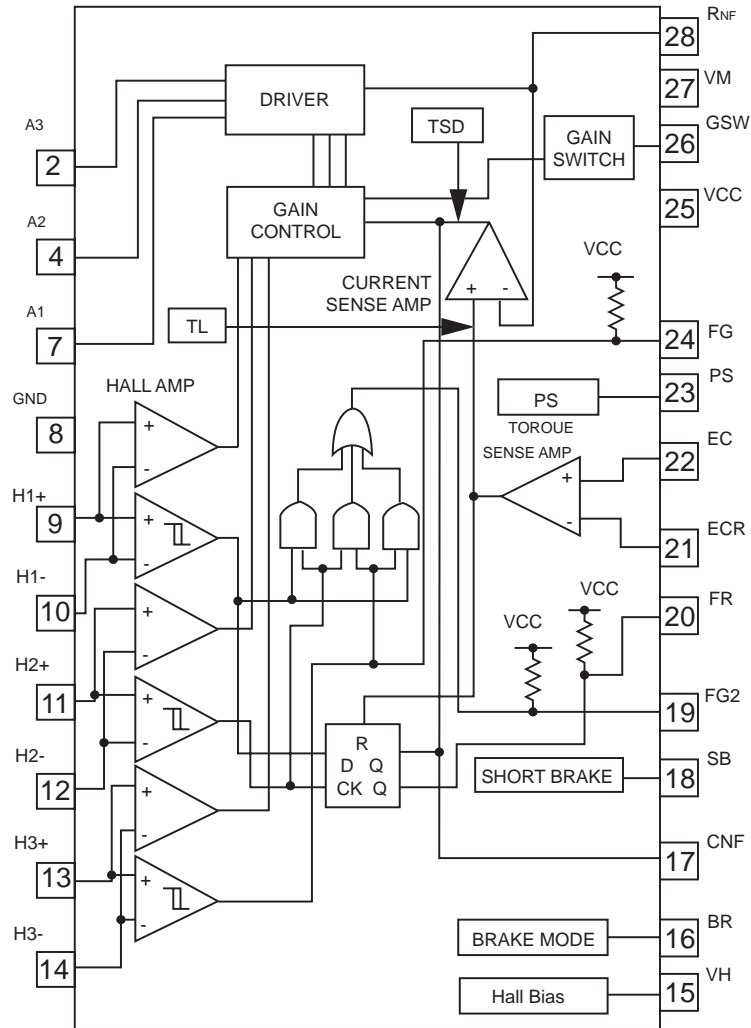 RNF
28
VM
27
GSW
26
VCC
25
DRIVER
TSD
GAIN
SWITCH
A3
2
A2
4
A1
7
GAIN
CONTROL
VCC
CURRENT
SENSE AMP
+ -
TL
FG
24
PS
23
PS
HALL AMP
GND
8
+
-
TOROUE
SENSE AMP
EC
22
+
-
ECR
21
H1+
9
+
-
H1-
10
VCC
FR
20
VCC
H2+
11
+
-
FG2
19
H2-
12
+
-
R
D Q
CK Q
SB
18
SHORT BRAKE
H3+
13
+
-
CNF
17
H3-
14
+
-
BR
16
BRAKE MODE
VH
15
Hall Bias